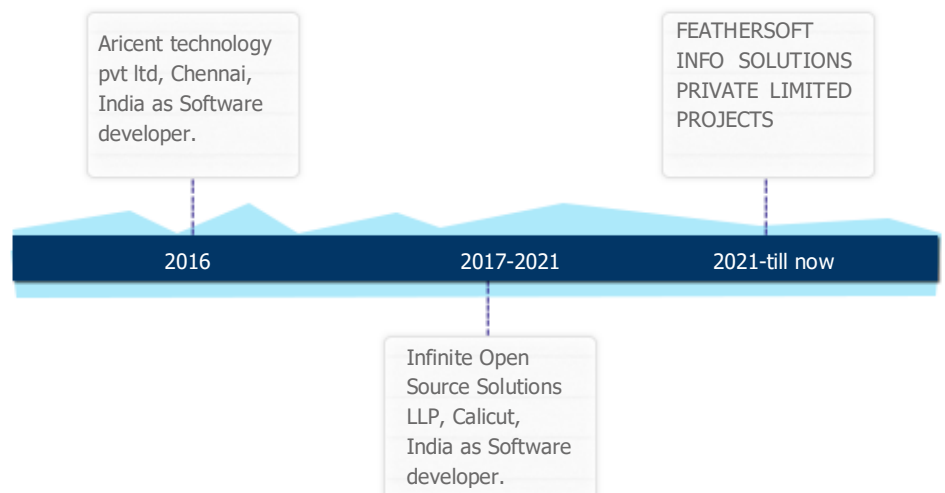 Aricent technology
pvt ltd, Chennai,
India as Software
developer.
FEATHERSOFT
INFO SOLUTIONS
PRIVATE LIMITED
PROJECTS
2016
2017-2021
2021-till now
Infinite Open
Source Solutions
LLP, Calicut,
India as Software
developer.